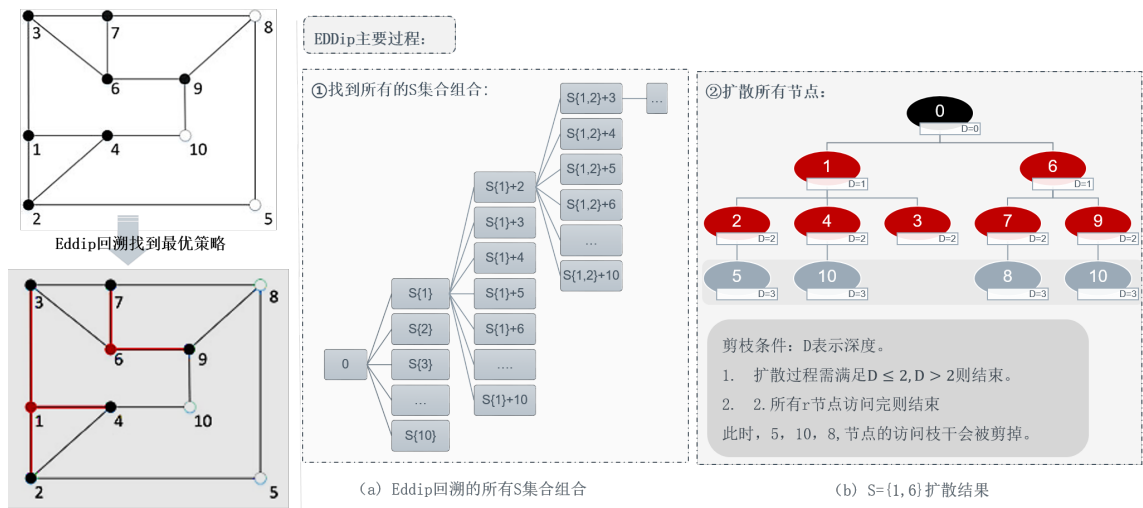 3
7
8
6
9
1
4
10
2
5
Eddip回溯找到最优策略
3
7
8
6
9
1
4
10
2
5
EDDip主要过程：
①找到所有的S集合组合:
0
S{1}
S{2}
S{3}
...
S{10}
S{1}+2
S{1}+3
S{1}+4
S{1}+5
S{1}+6
....
S{1}+10
S{1,2}+3
...
S{1,2}+4
S{1,2}+5
S{1,2}+6
...
S{1,2}+10
(a) Eddip回溯的所有S集合组合
②扩散所有节点：
0
D=0
1
D=1
6
D=1
2
D=2
4
D=2
3
D=2
7
D=2
9
D=2
5
D=3
10
D=3
8
D=3
10
D=3
剪枝条件：D表示深度。
1. 扩散过程需满足D ≤ 2, D > 2则结束。
2. 2.所有r节点访问完则结束
此时，5，10，8,节点的访问枝干会被剪掉。
(b) S={1,6}扩散结果